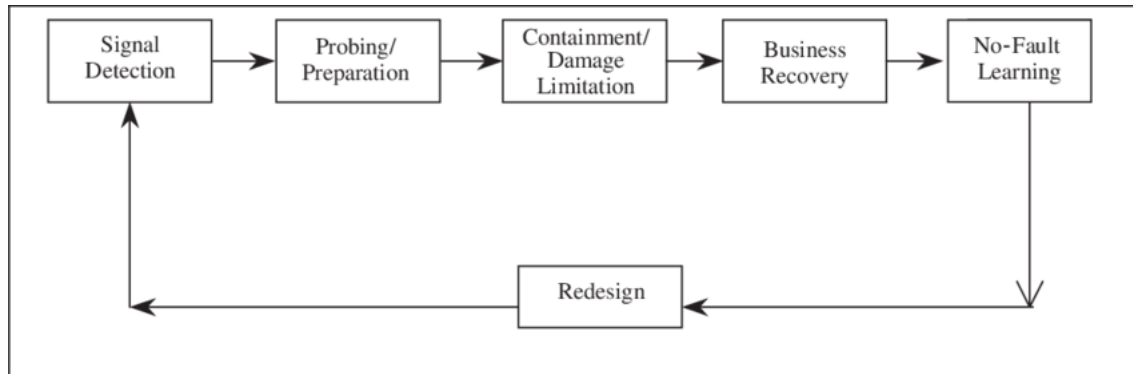 Signal
Detection
Probing/
Preparation
Containment/
Damage
Limitation
Business
Recovery
No-Fault
Learning
Redesign